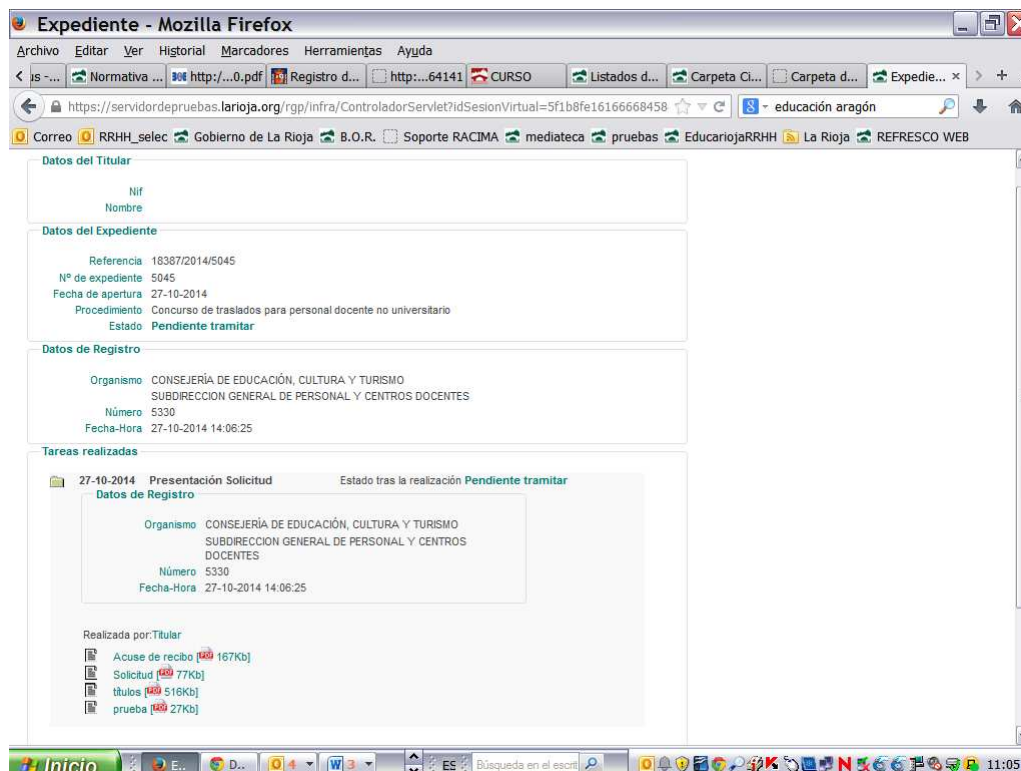 Expediente - Mozilla Firefox
Archivo Editar Ver Historial Marcadores Herramientas Ayuda
us -... Normativa ... BOE http:/...0.pdf Registro d... http:...64141 CURSO Listados d... Carpeta Ci... Carpeta d... Expedie...
https://servidordepruebas.larioja.org/rgp/infra/ControladorServlet?idSesionVirtual=5f1b8fe16166668458 educación aragón
Correo RRHH_selec Gobierno de La Rioja B.O.R. Soporte RACIMA mediateca pruebas EducariojaRRHH La Rioja REFRESCO WEB
Datos del Titular
Nif
Nombre
Datos del Expediente
Referencia 18387/2014/5045
Nº de expediente 5045
Fecha de apertura 27-10-2014
Procedimiento Concurso de traslados para personal docente no universitario
Estado Pendiente tramitar
Datos de Registro
Organismo CONSEJERÍA DE EDUCACIÓN, CULTURA Y TURISMO
SUBDIRECCION GENERAL DE PERSONAL Y CENTROS DOCENTES
Número 5330
Fecha-Hora 27-10-2014 14:06:25
Tareas realizadas
27-10-2014 Presentación Solicitud Estado tras la realización Pendiente tramitar
Datos de Registro
Organismo CONSEJERÍA DE EDUCACIÓN, CULTURA Y TURISMO
SUBDIRECCION GENERAL DE PERSONAL Y CENTROS
DOCENTES
Número 5330
Fecha-Hora 27-10-2014 14:06:25
Realizada por:Titular
Acuse de recibo [PDF 167Kb]
Solicitud [PDF 77Kb]
títulos [PDF 516Kb]
prueba [PDF 27Kb]
Inicio E.. D.. 4 3 ES Búsqueda en el escrit 11:05